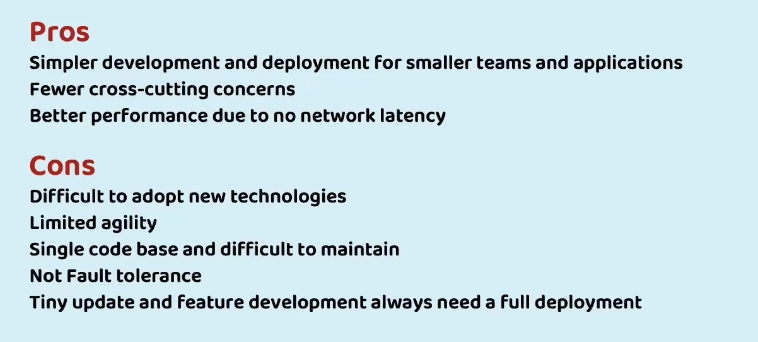 Pros
Simpler development and deployment for smaller teams and applications
Fewer cross-cutting concerns
Better performance due to no network latency
Cons
Difficult to adopt new technologies
Limited agility
Single code base and difficult to maintain
Not Fault tolerance
Tiny update and feature development always need a full deployment